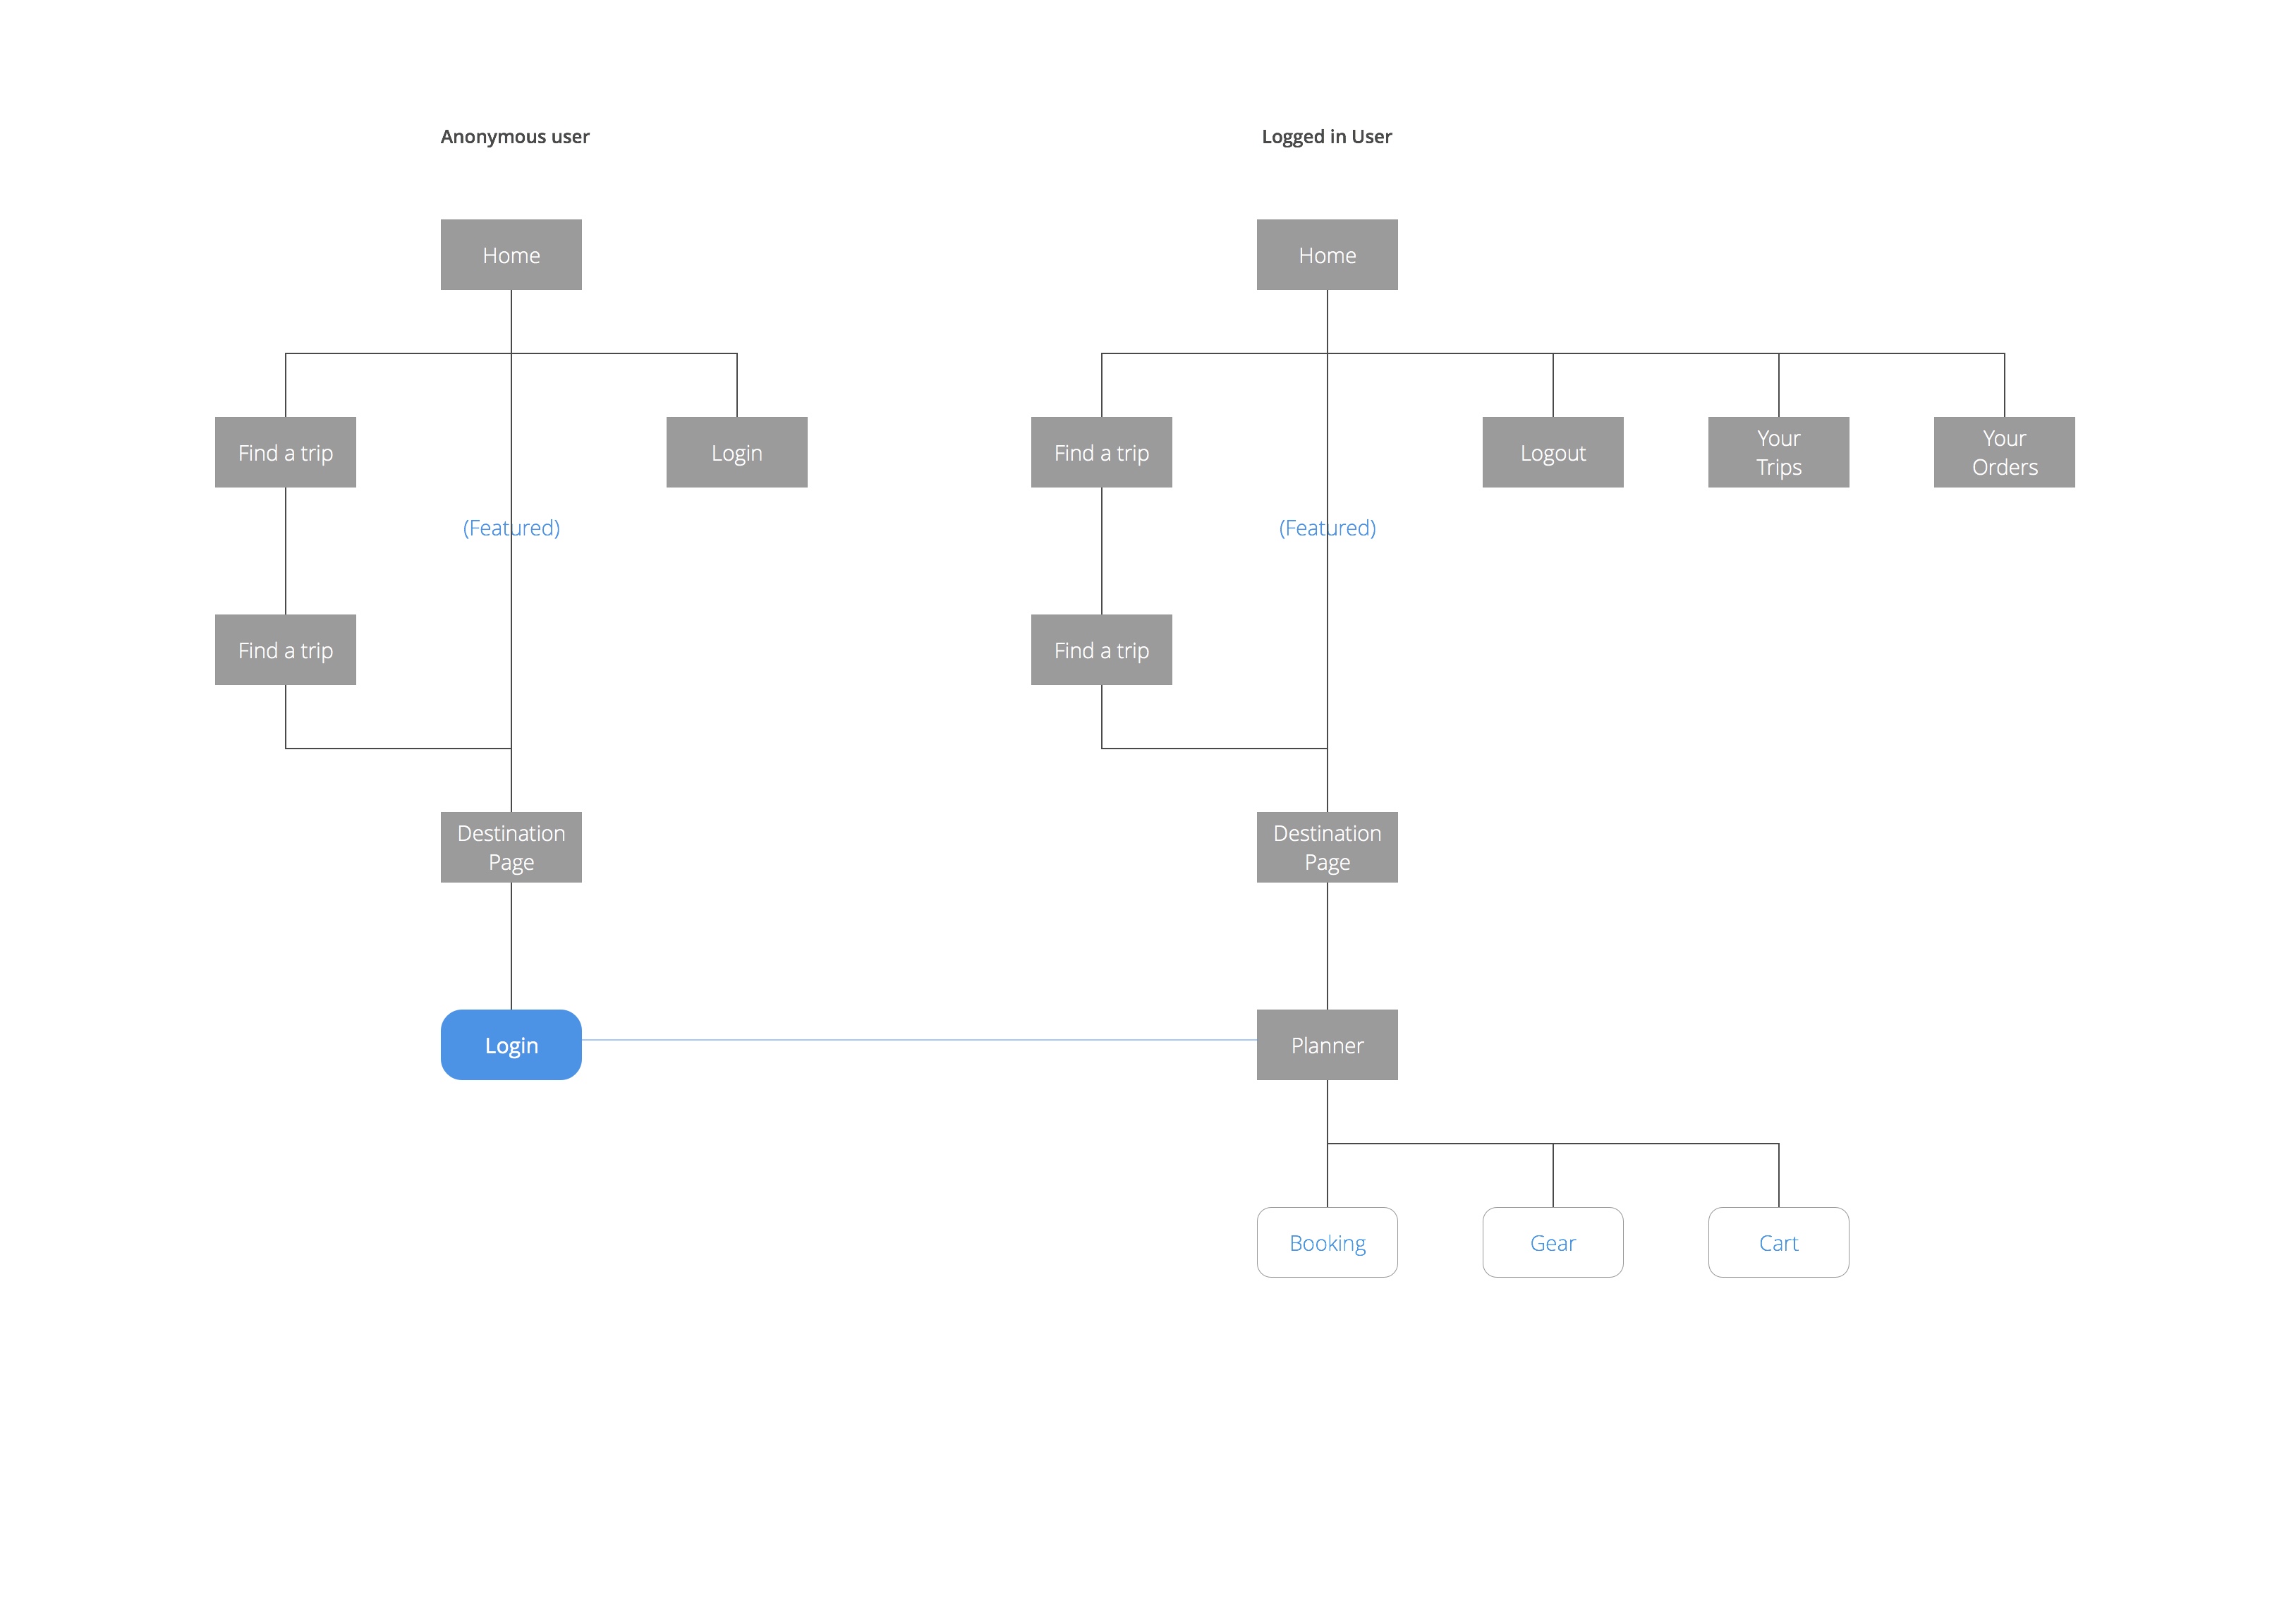 Anonymous user
Logged in User
Home
Home
Find a trip
Login
Find a trip
Logout
Your
Trips
Your
Orders
(Featured)
(Featured)
Find a trip
Find a trip
Destination
Page
Destination
Page
Login
Planner
Booking
Gear
Cart